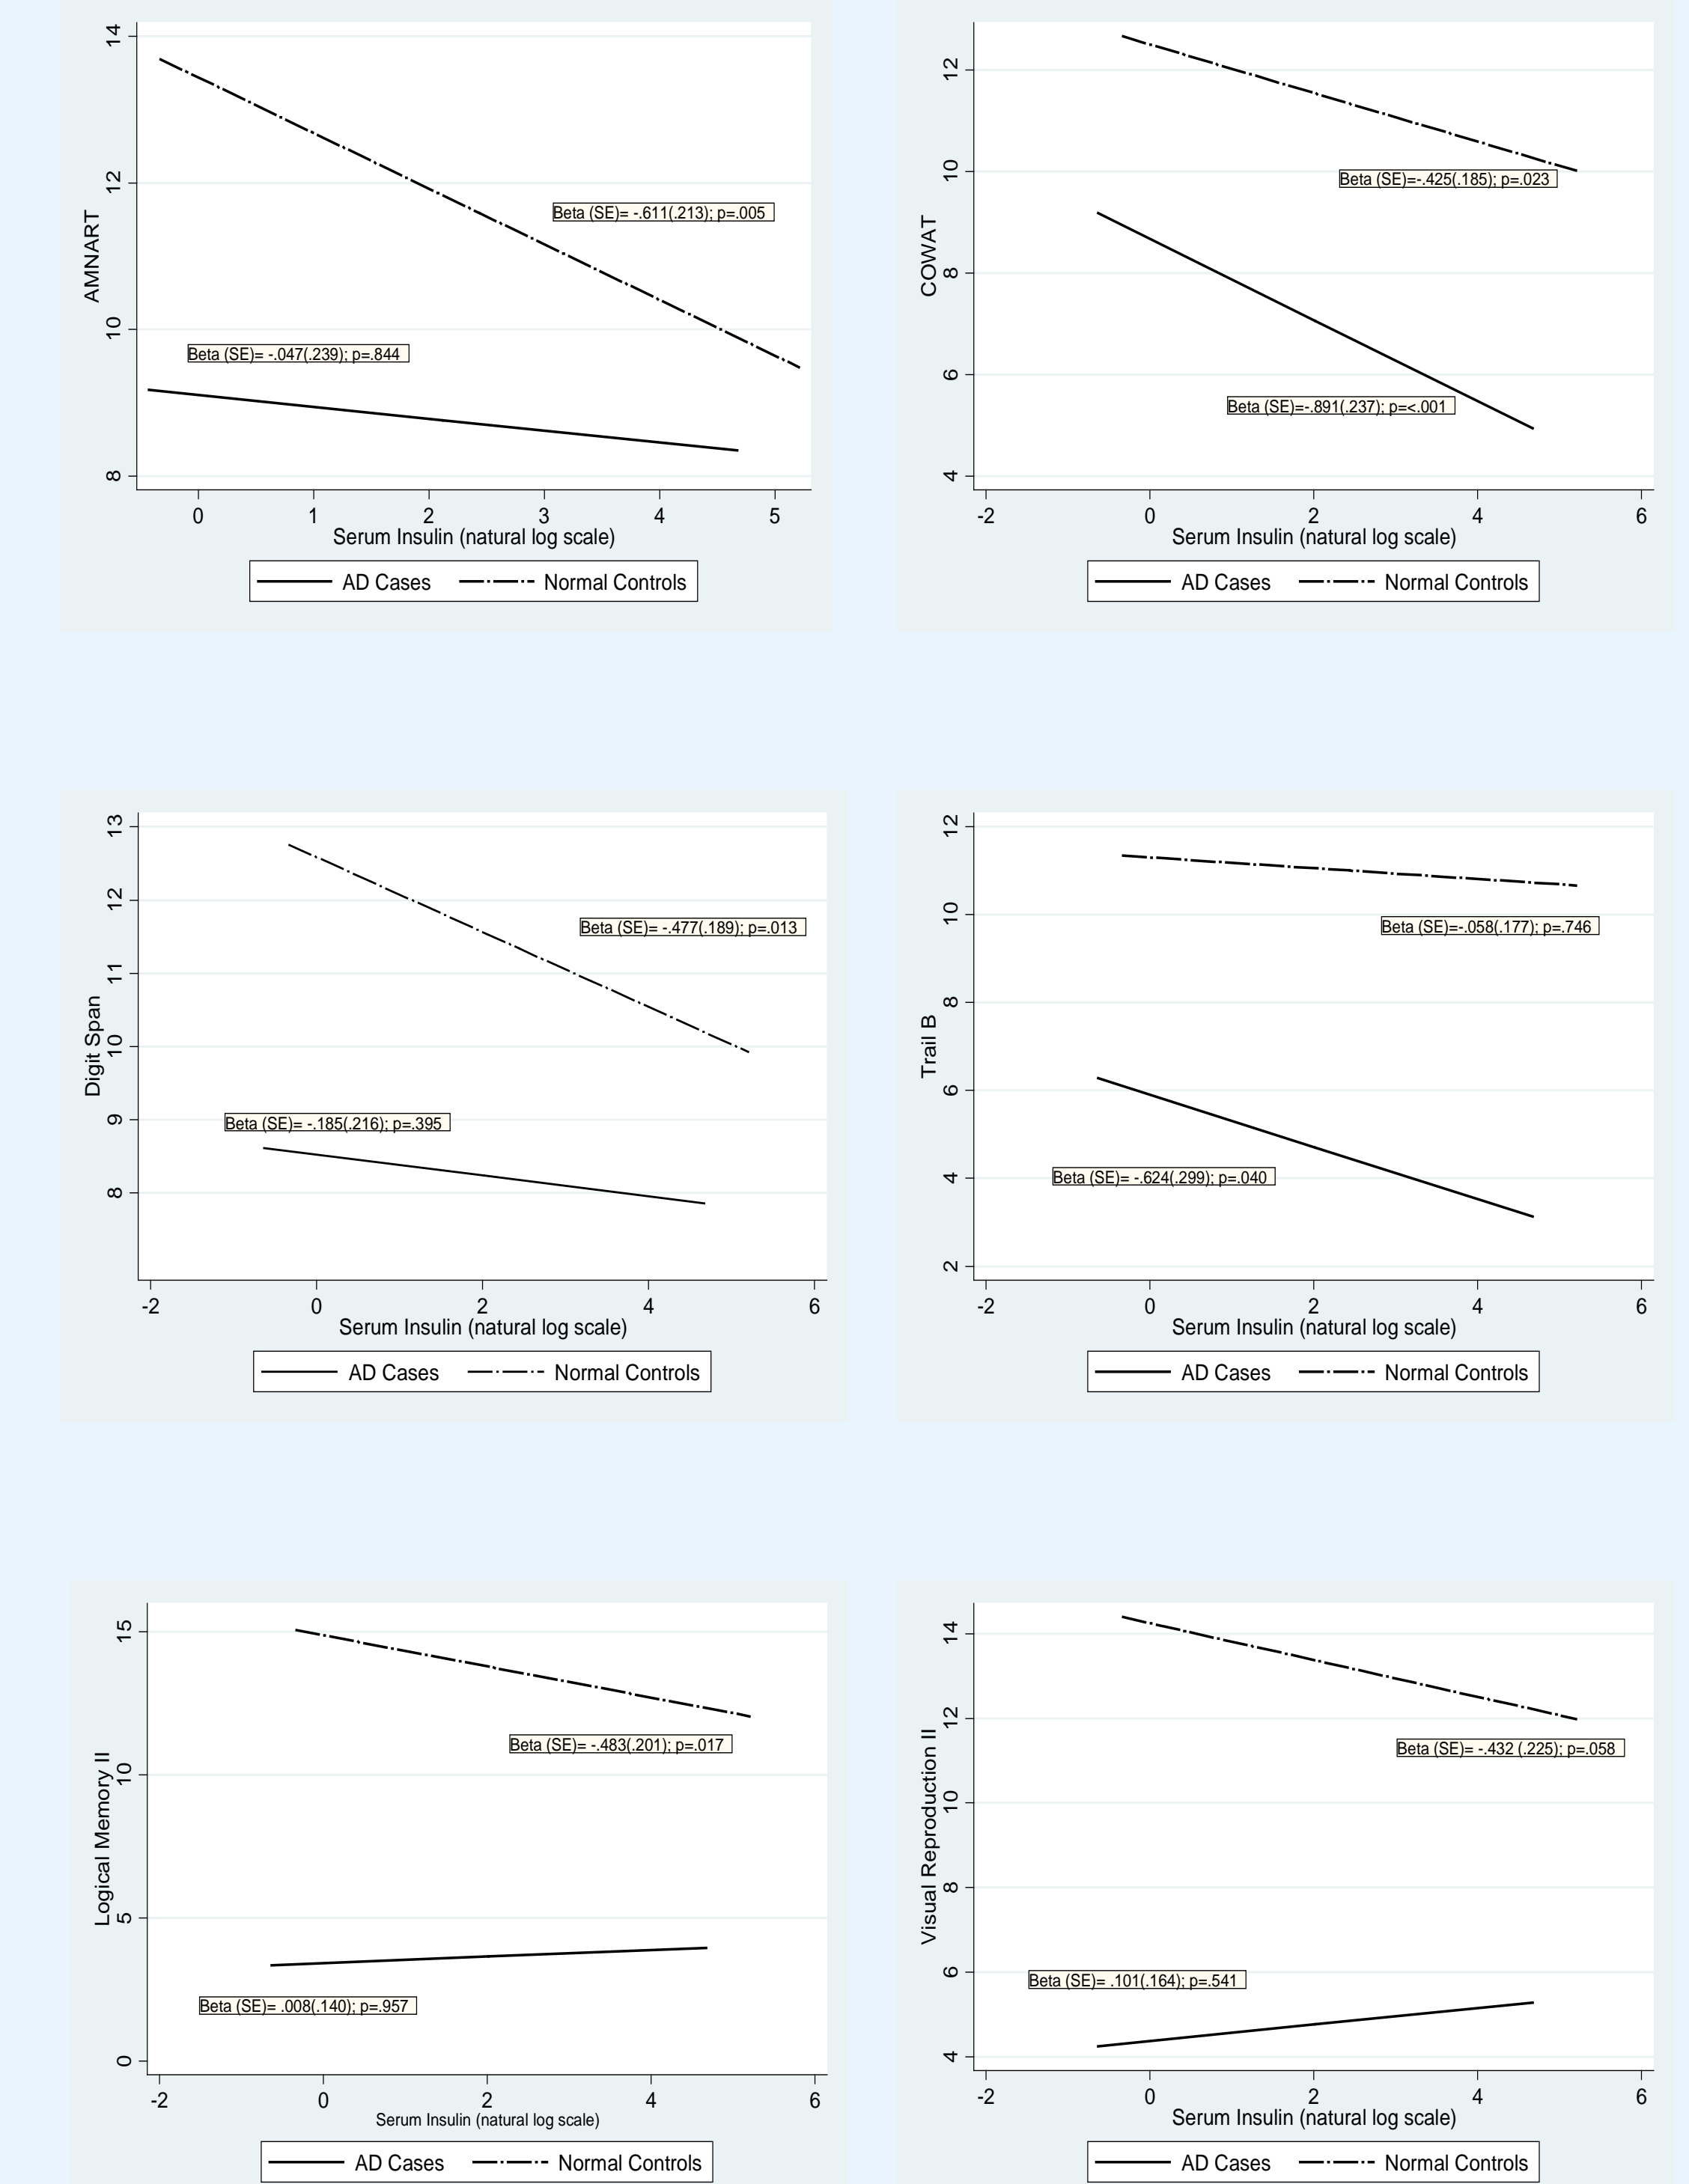 14
12
10
8
AMNART
Beta (SE)= -.611(.213); p=.005
Beta (SE)= -.047(.239); p=.844
0 1 2 3 4 5
Serum Insulin (natural log scale)
AD Cases Normal Controls
12
10
8
6
4
COWAT
Beta (SE)=-.425(.185); p=.023
Beta (SE)=-.891(.237); p=<.001
-2 0 2 4 6
Serum Insulin (natural log scale)
AD Cases Normal Controls
13
12
11
10
9
8
Digit Span
Beta (SE)= -.477(.189); p=.013
Beta (SE)= -.185(.216); p=.395
-2 0 2 4 6
Serum Insulin (natural log scale)
AD Cases Normal Controls
12
10
8
6
4
2
Trail B
Beta (SE)=-.058(.177); p=.746
Beta (SE)= -.624(.299); p=.040
-2 0 2 4 6
Serum Insulin (natural log scale)
AD Cases Normal Controls
15
10
5
0
Logical Memory II
Beta (SE)= -.483(.201); p=.017
Beta (SE)= .008(.140); p=.957
-2 0 2 4 6
Serum Insulin (natural log scale)
AD Cases Normal Controls
14
12
10
8
6
4
Visual Reproduction II
Beta (SE)= -.432 (.225); p=.058
Beta (SE)= .101(.164); p=.541
-2 0 2 4 6
Serum Insulin (natural log scale)
AD Cases Normal Controls